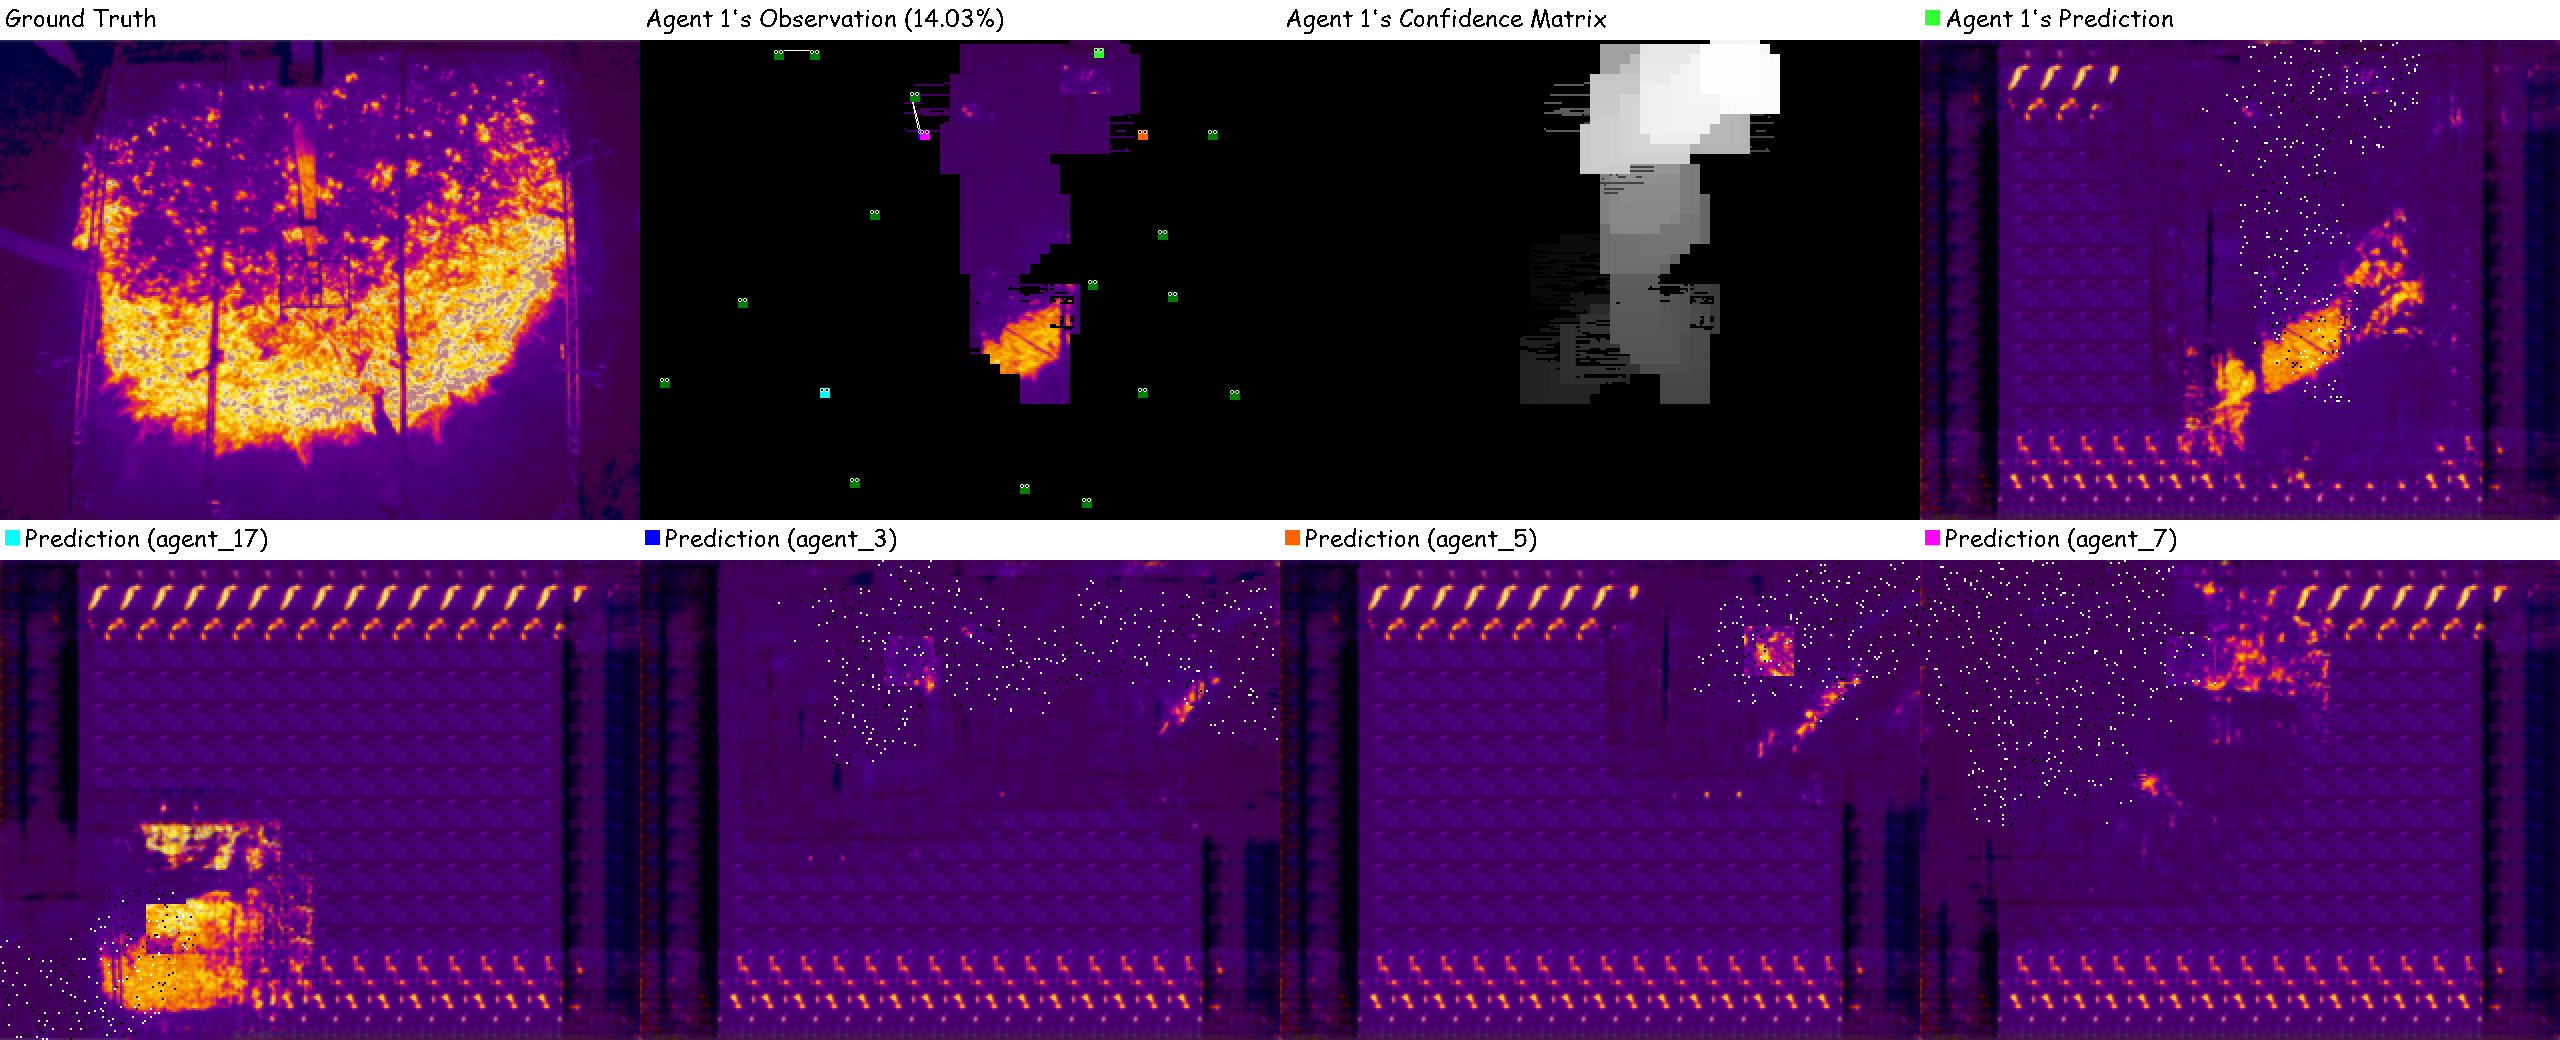 Ground Truth
Agent 1's Observation (14.03%)
Agent 1's Confidence Matrix
Agent 1's Prediction
Prediction (agent_17)
Prediction (agent_3)
Prediction (agent_5)
Prediction (agent_7)